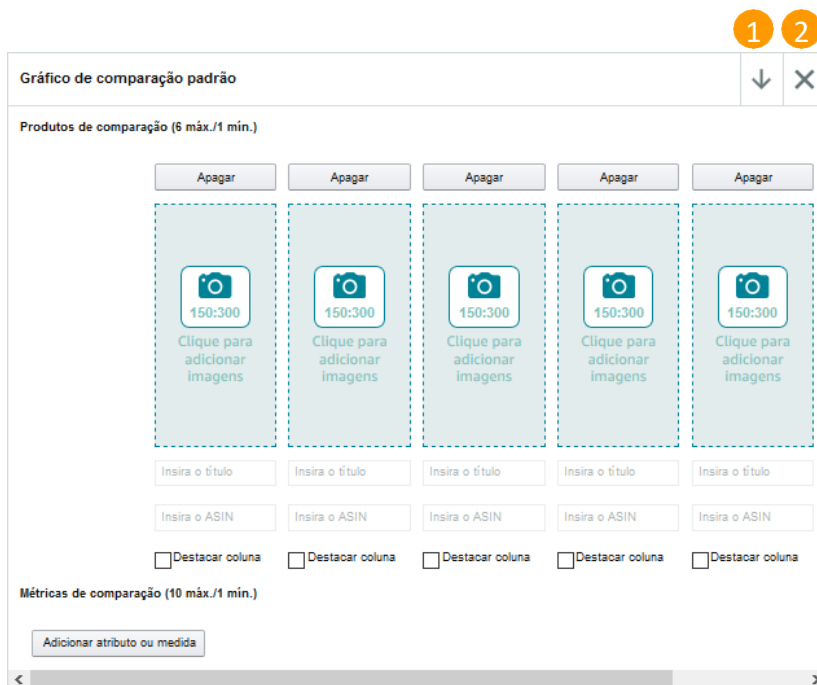 1 2
Gráfico de comparação padrão
Produtos de comparação (6 máx./1 mín.)
Apagar Apagar Apagar Apagar Apagar
150:300 150:300 150:300 150:300 150:300
Clique para Clique para Clique para Clique para Clique para
adicionar adicionar adicionar adicionar adicionar
imagens imagens imagens imagens imagens
Insira o título Insira o título Insira o título Insira o título Insira o título
Insira o ASIN Insira o ASIN Insira o ASIN Insira o ASIN Insira o ASIN
Destacar coluna Destacar coluna Destacar coluna Destacar coluna Destacar coluna
Métricas de comparação (10 máx./1 mín.)
Adicionar atributo ou medida